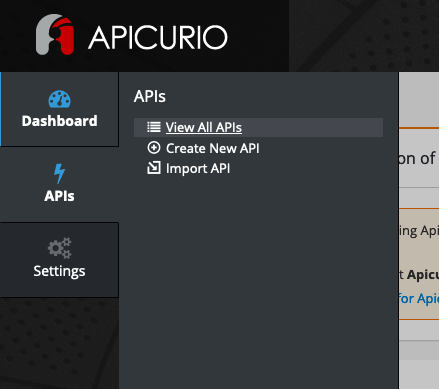 APICURIO
Dashboard
APIs
Settings
APIs
View All APIs
Create New API
Import API
on of
ing Api
t Apicu
for Apic